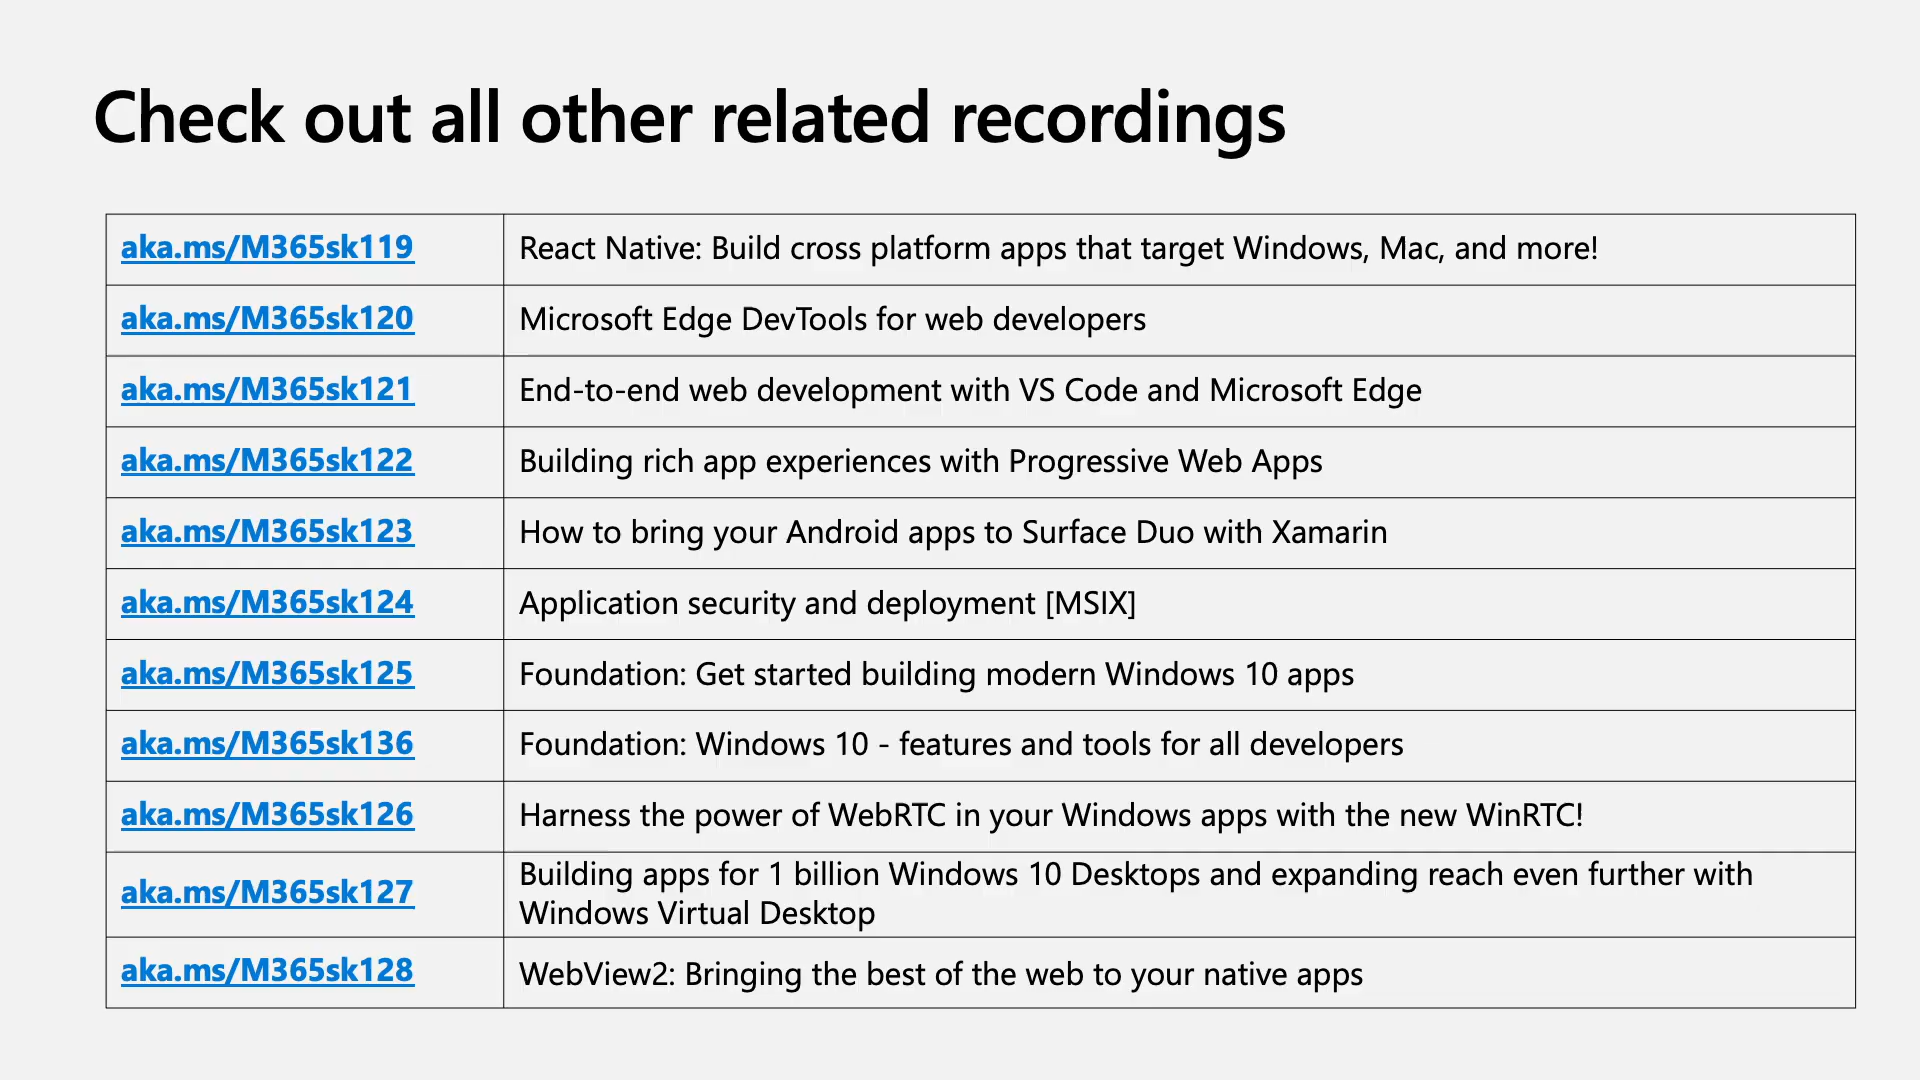 Check out all other related recordings
aka.ms/M365sk119 React Native: Build cross platform apps that target Windows, Mac, and more!
aka.ms/M365sk120 Microsoft Edge DevTools for web developers
aka.ms/M365sk121 End-to-end web development with VS Code and Microsoft Edge
aka.ms/M365sk122 Building rich app experiences with Progressive Web Apps
aka.ms/M365sk123 How to bring your Android apps to Surface Duo with Xamarin
aka.ms/M365sk124 Application security and deployment [MSIX]
aka.ms/M365sk125 Foundation: Get started building modern Windows 10 apps
aka.ms/M365sk136 Foundation: Windows 10 - features and tools for all developers
aka.ms/M365sk126 Harness the power of WebRTC in your Windows apps with the new WinRTC!
aka.ms/M365sk127 Building apps for 1 billion Windows 10 Desktops and expanding reach even further with
Windows Virtual Desktop
aka.ms/M365sk128 WebView2: Bringing the best of the web to your native apps